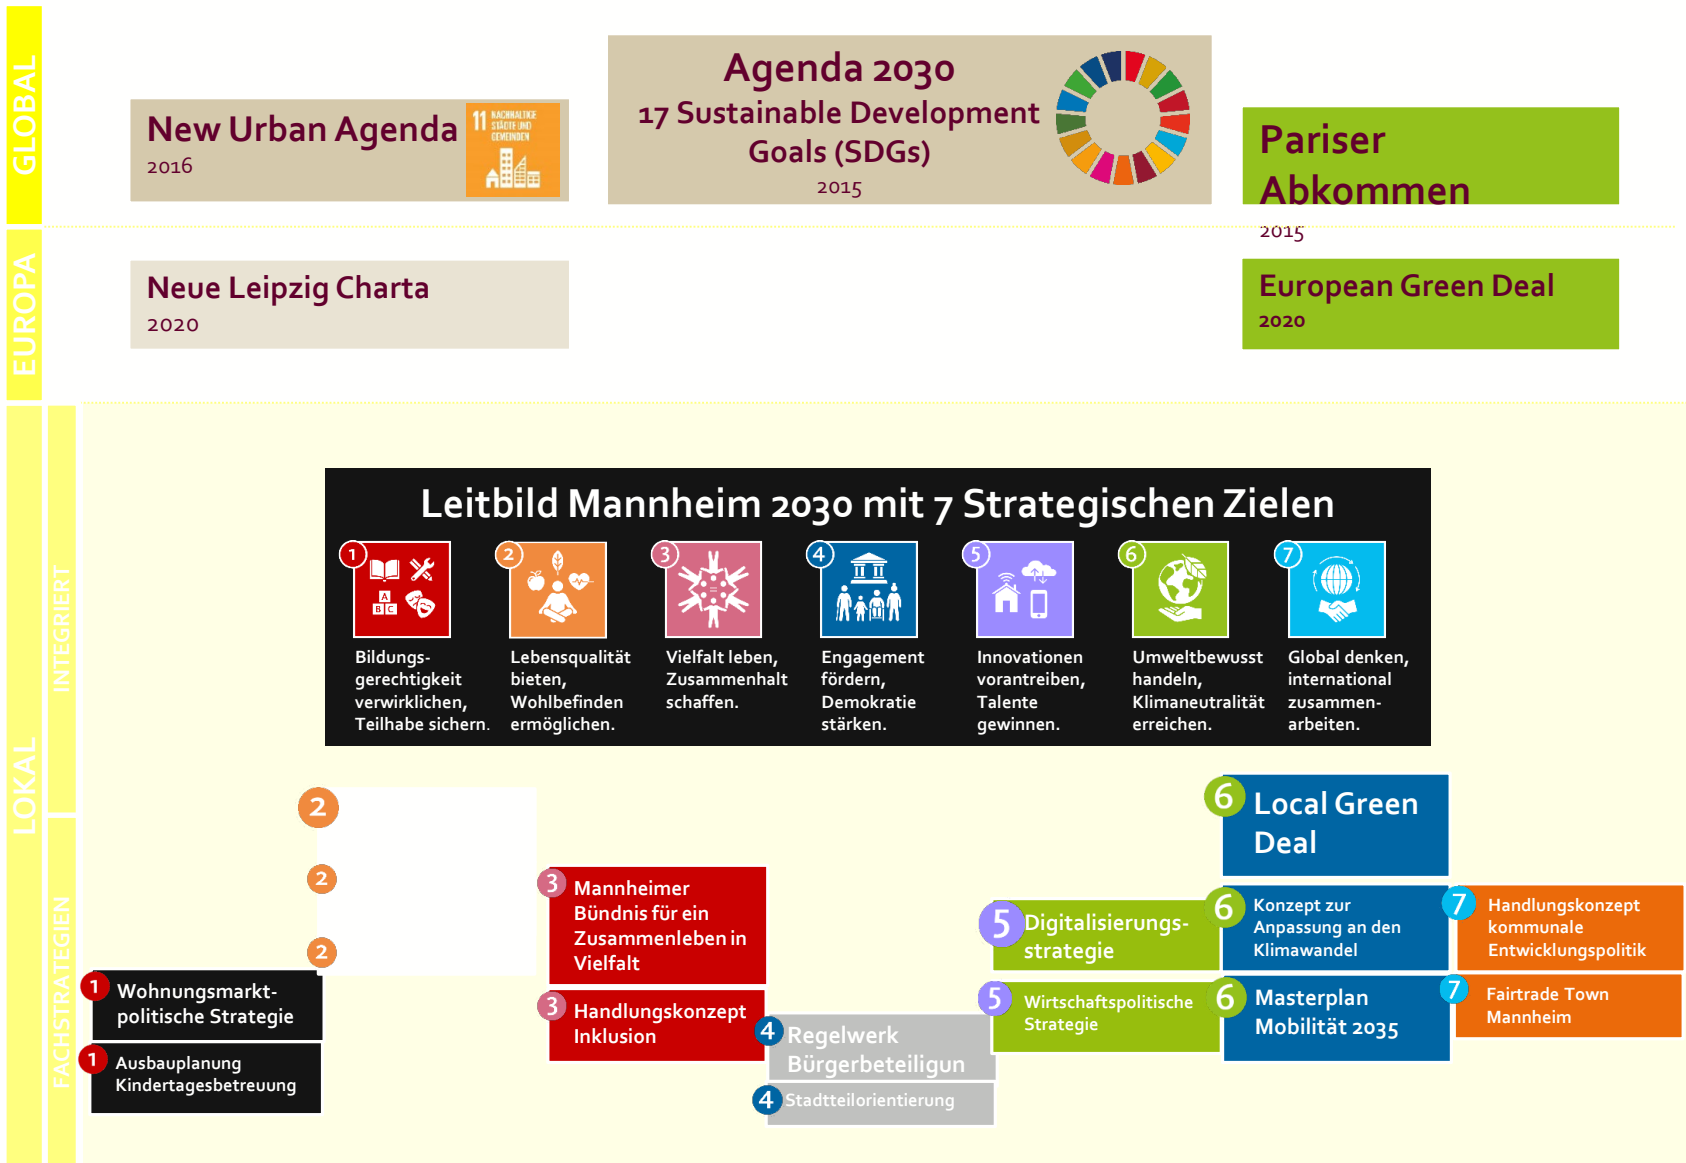 GLOBAL
New Urban Agenda
2016
11 NACHHALTIGE
STÄDTE UND
GEMEINDEN
Agenda 2030
17 Sustainable Development
Goals (SDGs)
2015
Pariser
Abkommen
2015
EUROPA
Neue Leipzig Charta
2020
European Green Deal
2020
LOKAL
INTEGRIERT
Leitbild Mannheim 2030 mit 7 Strategischen Zielen
1
A
B C
Bildungs-
gerechtigkeit
verwirklichen,
Teilhabe sichern.
2
Lebensqualität
bieten,
Wohlbefinden
ermöglichen.
3
Vielfalt leben,
Zusammenhalt
schaffen.
4
Engagement
fördern,
Demokratie
stärken.
5
Innovationen
vorantreiben,
Talente
gewinnen.
6
Umweltbewusst
handeln,
Klimaneutralität
erreichen.
7
Global denken,
international
zusammen-
arbeiten.
FACHSTRATEGIEN
1
Wohnungsmarkt-
politische Strategie
1
Ausbauplanung
Kindertagesbetreuung
2
2
2
3
Mannheimer
Bündnis für ein
Zusammenleben in
Vielfalt
3
Handlungskonzept
Inklusion
4
Regelwerk
Bürgerbeteiligun
4
Stadtteilorientierung
5
Digitalisierungs-
strategie
5
Wirtschaftspolitische
Strategie
6
Local Green
Deal
6
Konzept zur
Anpassung an den
Klimawandel
6
Masterplan
Mobilität 2035
7
Handlungskonzept
kommunale
Entwicklungspolitik
7
Fairtrade Town
Mannheim